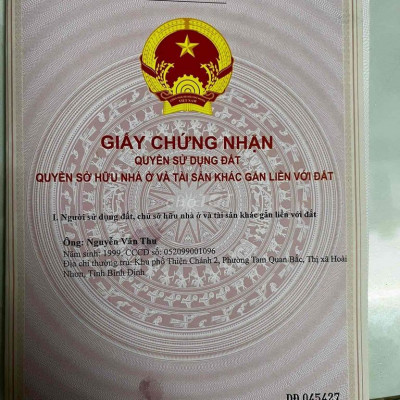 GIẤY CHỨNG NHẬN
QUYỀN SỬ DỤNG ĐẤT
QUYỀN SỞ HỮU NHÀ Ở VÀ TÀI SẢN KHÁC GẮN LIỀN VỚI ĐẤT
I. Người sử dụng đất, chủ sở hữu nhà ở và tài sản khác gắn liền với đất
Ông: Nguyễn Văn Thư
Năm sinh: 1999, CCCD số: 052099001096
Địa chỉ thường trú: Khu phố Thiện Chánh 2, Phường Tam Quan Bắc, Thị xã Hoài
Nhơn, Tỉnh Bình Định
DĐ 045427